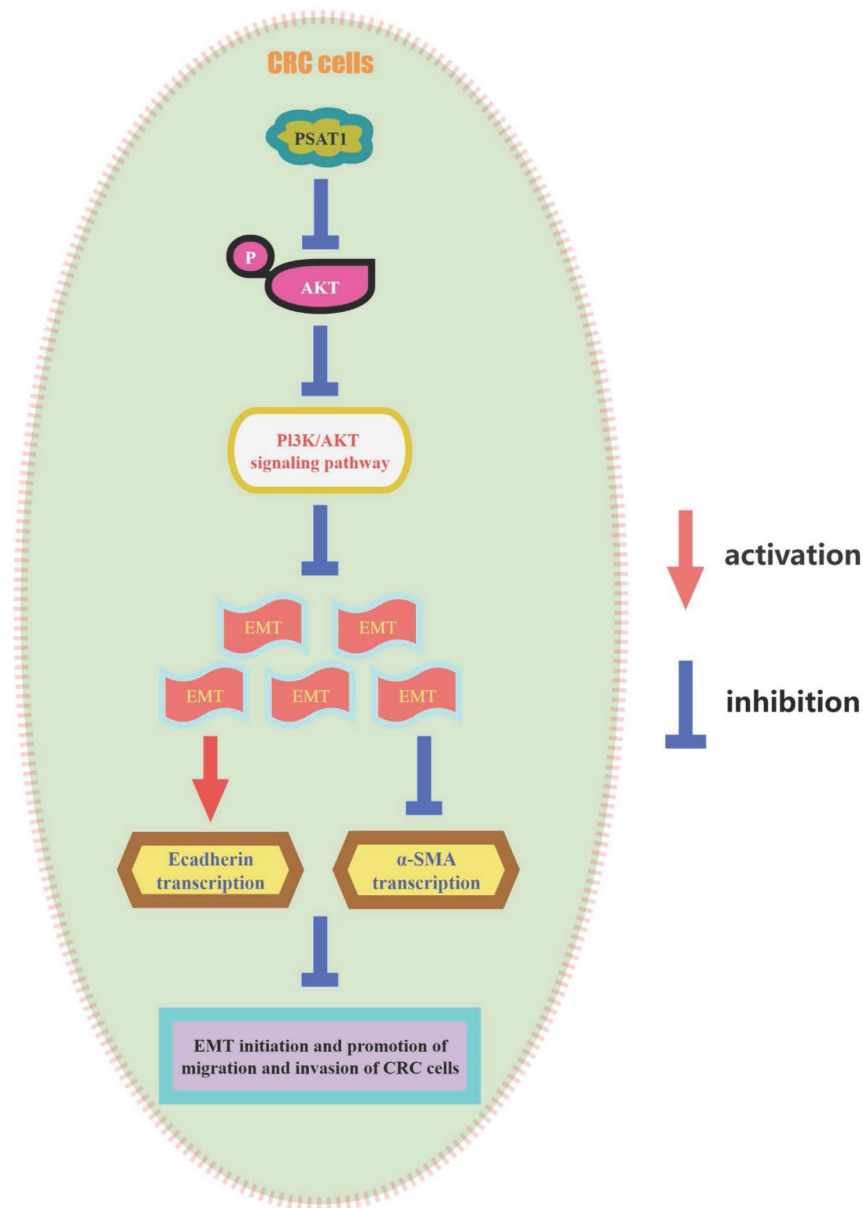 CRC cells
PSAT1
P
AKT
PI3K/AKT
signaling pathway
EMT
EMT
EMT
EMT
EMT
Ecadherin
transcription
α-SMA
transcription
EMT initiation and promotion of
migration and invasion of CRC cells
activation
inhibition